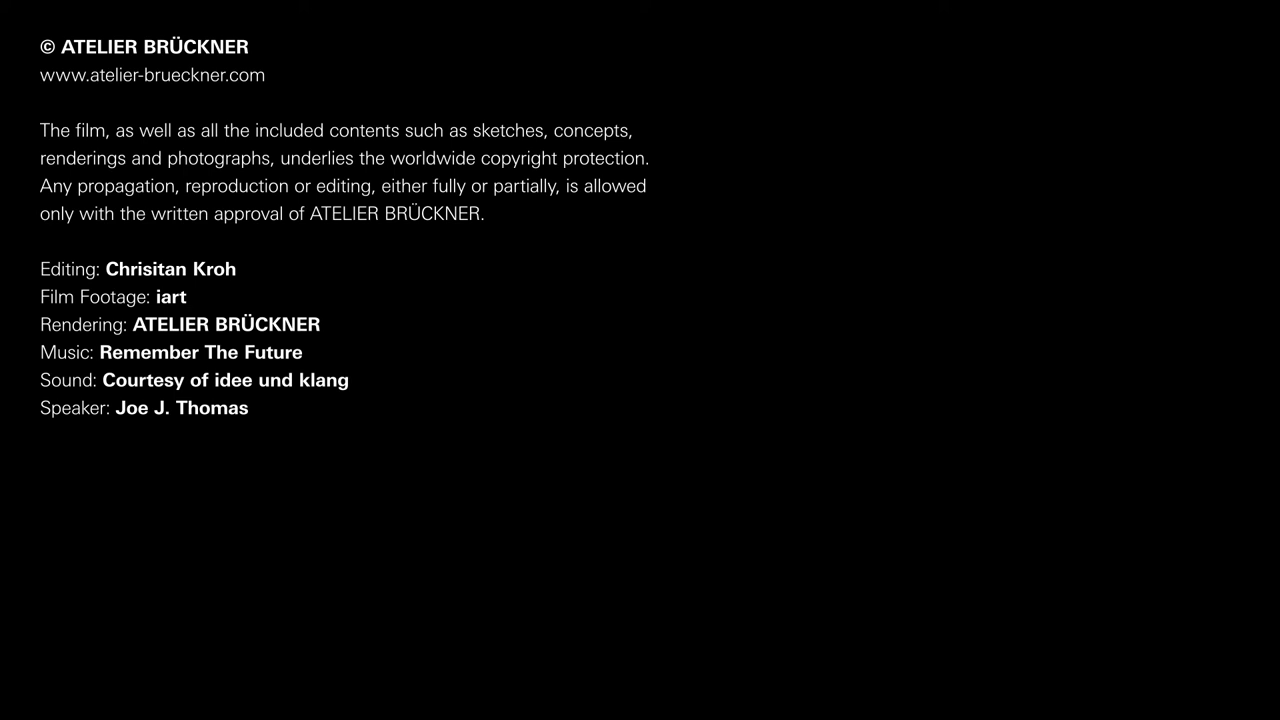 © ATELIER BRÜCKNER
www.atelier-brueckner.com
The film, as well as all the included contents such as sketches, concepts,
renderings and photographs, underlies the worldwide copyright protection.
Any propagation, reproduction or editing, either fully or partially, is allowed
only with the written approval of ATELIER BRÜCKNER.
Editing: Chrisitan Kroh
Film Footage: iart
Rendering: ATELIER BRÜCKNER
Music: Remember The Future
Sound: Courtesy of idee und klang
Speaker: Joe J. Thomas